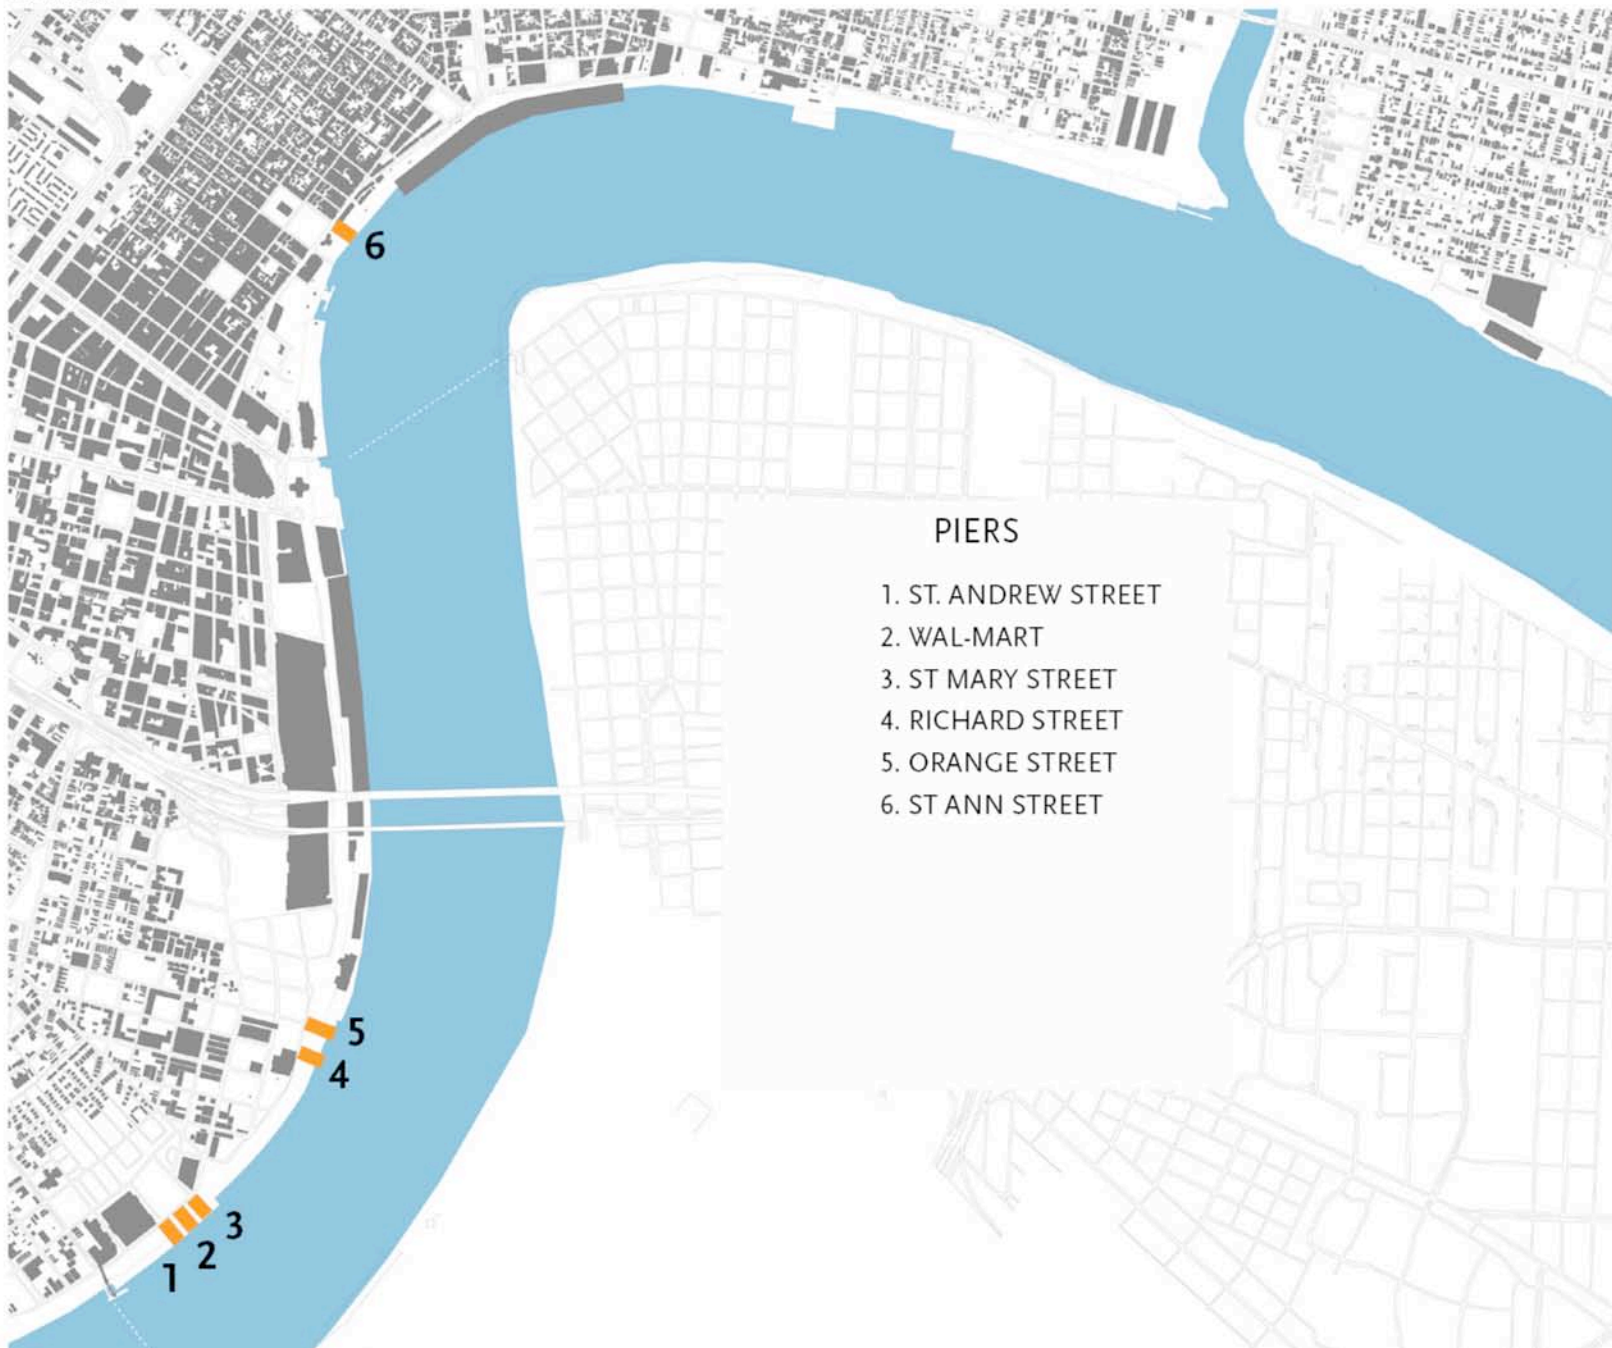 6
PIERS
1. ST. ANDREW STREET
2. WAL-MART
3. ST MARY STREET
4. RICHARD STREET
5. ORANGE STREET
6. ST ANN STREET
5
4
3
2
1